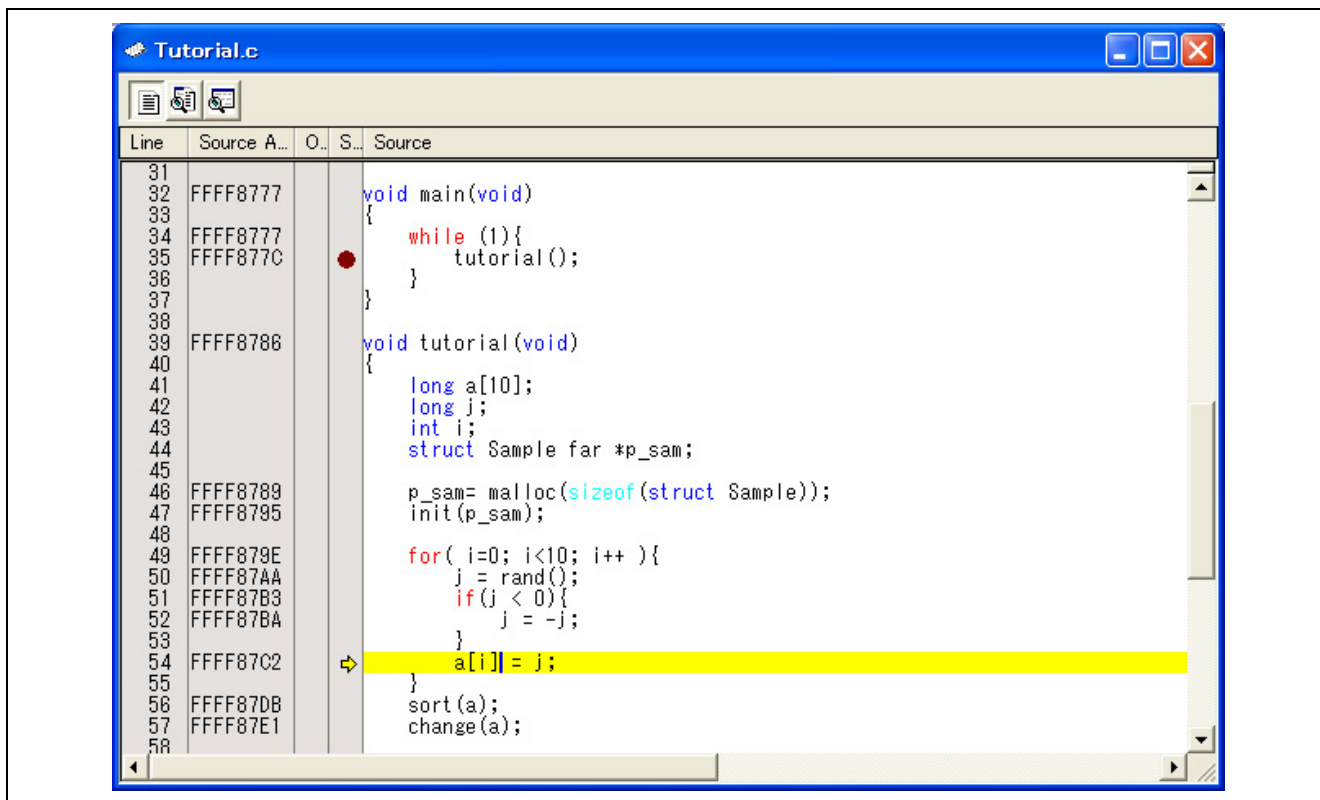 Tutorial.c
Line Source A... O.. S... Source
31
32 FFFF8777 void main(void)
33 {
34 FFFF8777 while (1){
35 FFFF877C tutorial();
36 }
37 }
38
39 FFFF8786 void tutorial(void)
40 {
41 long a[10];
42 long j;
43 int i;
44 struct Sample far *p_sam;
45
46 FFFF8789 p_sam= malloc(sizeof(struct Sample));
47 FFFF8795 init(p_sam);
48
49 FFFF879E for( i=0; i<10; i++ ){
50 FFFF87AA j = rand();
51 FFFF87B3 if(j < 0){
52 FFFF87BA j = -j;
53 }
54 FFFF87C2 a[i] = j;
55 }
56 FFFF87DB sort(a);
57 FFFF87E1 change(a);
58